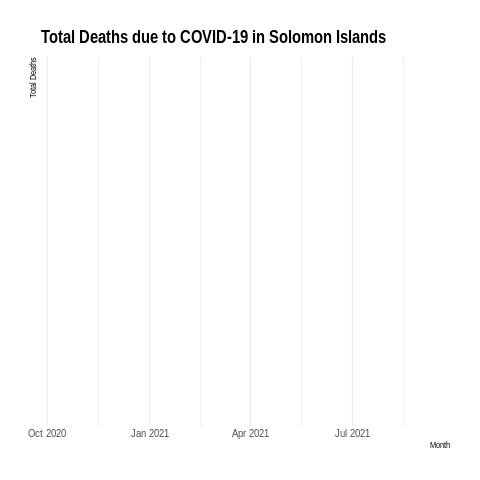 Total Deaths due to COVID-19 in Solomon Islands
Total Deaths
Oct 2020 Jan 2021 Apr 2021 Jul 2021
Month